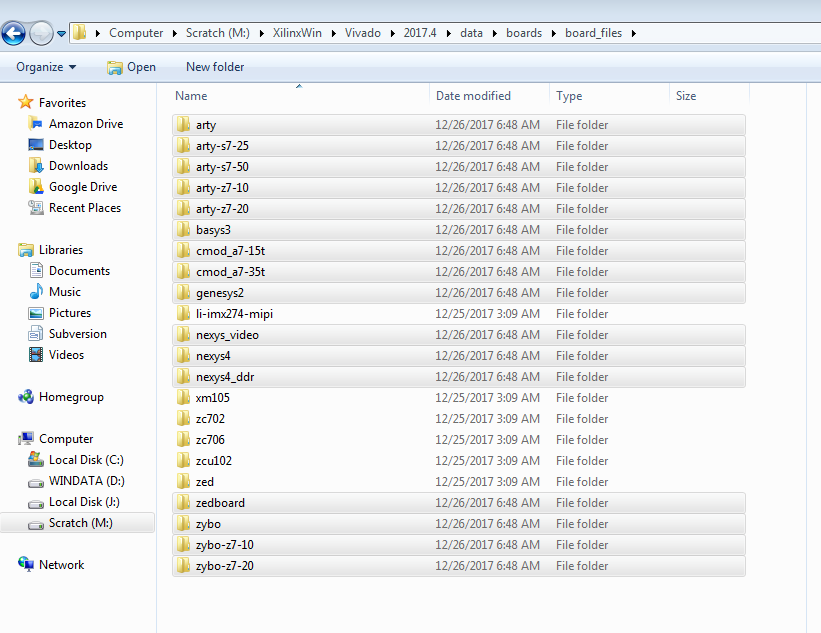 Computer Scratch (M:) XilinxWin Vivado 2017.4 data boards board_files
Organize Open New folder
Favorites
Amazon Drive
Desktop
Downloads
Google Drive
Recent Places
Libraries
Documents
Music
Pictures
Subversion
Videos
Homegroup
Computer
Local Disk (C:)
WINDATA (D:)
Local Disk (J:)
Scratch (M:)
Network
Name Date modified Type Size
arty 12/26/2017 6:48 AM File folder
arty-s7-25 12/26/2017 6:48 AM File folder
arty-s7-50 12/26/2017 6:48 AM File folder
arty-z7-10 12/26/2017 6:48 AM File folder
arty-z7-20 12/26/2017 6:48 AM File folder
basys3 12/26/2017 6:48 AM File folder
cmod_a7-15t 12/26/2017 6:48 AM File folder
cmod_a7-35t 12/26/2017 6:48 AM File folder
genesys2 12/26/2017 6:48 AM File folder
li-imx274-mipi 12/25/2017 3:09 AM File folder
nexys_video 12/26/2017 6:48 AM File folder
nexys4 12/26/2017 6:48 AM File folder
nexys4_ddr 12/26/2017 6:48 AM File folder
xm105 12/25/2017 3:09 AM File folder
zc702 12/25/2017 3:09 AM File folder
zc706 12/25/2017 3:09 AM File folder
zcu102 12/25/2017 3:09 AM File folder
zed 12/25/2017 3:09 AM File folder
zedboard 12/26/2017 6:48 AM File folder
zybo 12/26/2017 6:48 AM File folder
zybo-z7-10 12/26/2017 6:48 AM File folder
zybo-z7-20 12/26/2017 6:48 AM File folder